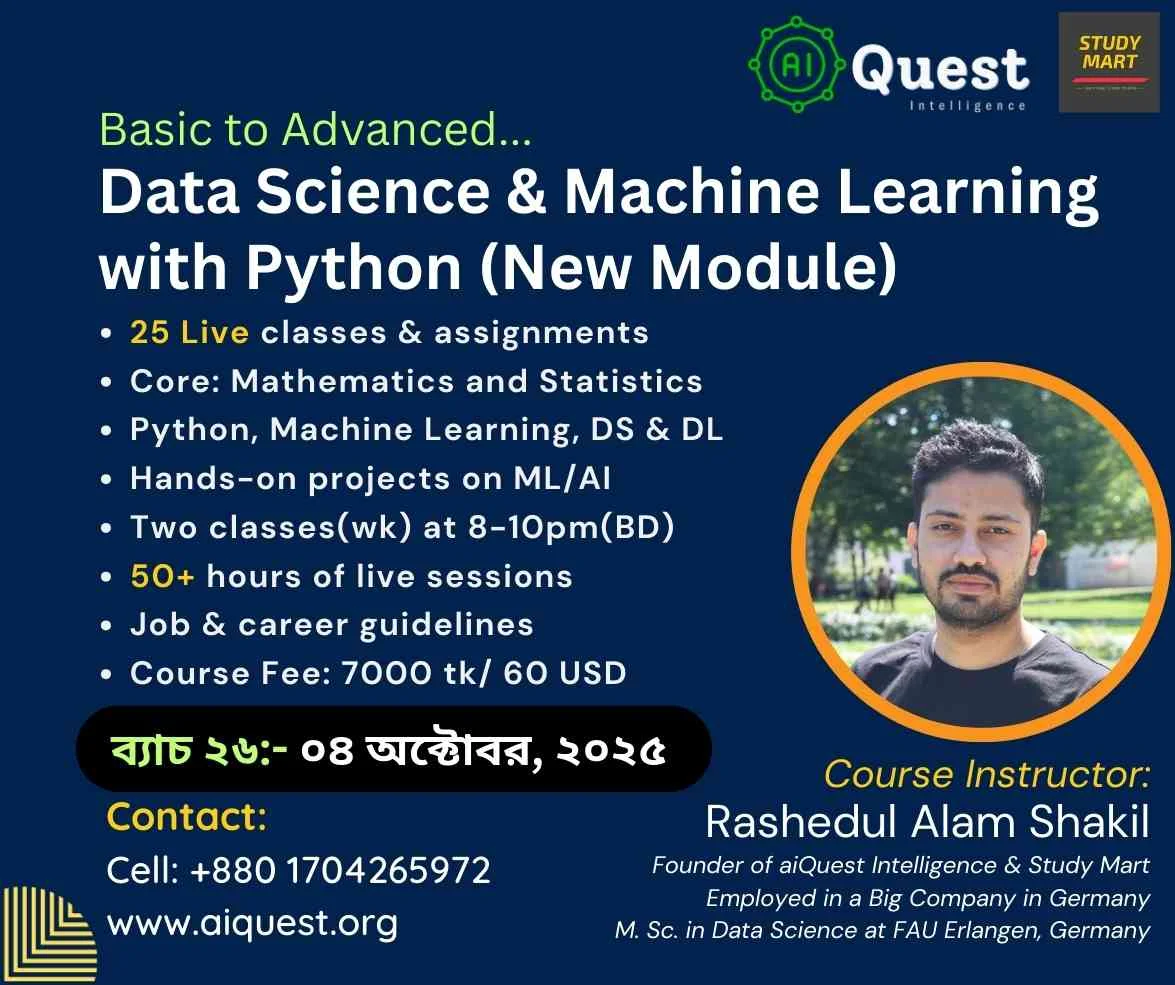 AI Quest
Intelligence
STUDY
MART
Basic to Advanced...
Data Science & Machine Learning
with Python (New Module)
• 25 Live classes & assignments
• Core: Mathematics and Statistics
• Python, Machine Learning, DS & DL
• Hands-on projects on ML/AI
• Two classes(wk) at 8-10pm(BD)
• 50+ hours of live sessions
• Job & career guidelines
• Course Fee: 7000 tk/ 60 USD
ব্যাচ ২৬:- ০৪ অক্টোবর, ২০২৫
Contact:
Cell: +880 1704265972
www.aiquest.org
Course Instructor:
Rashedul Alam Shakil
Founder of aiQuest Intelligence & Study Mart
Employed in a Big Company in Germany
M. Sc. in Data Science at FAU Erlangen, Germany